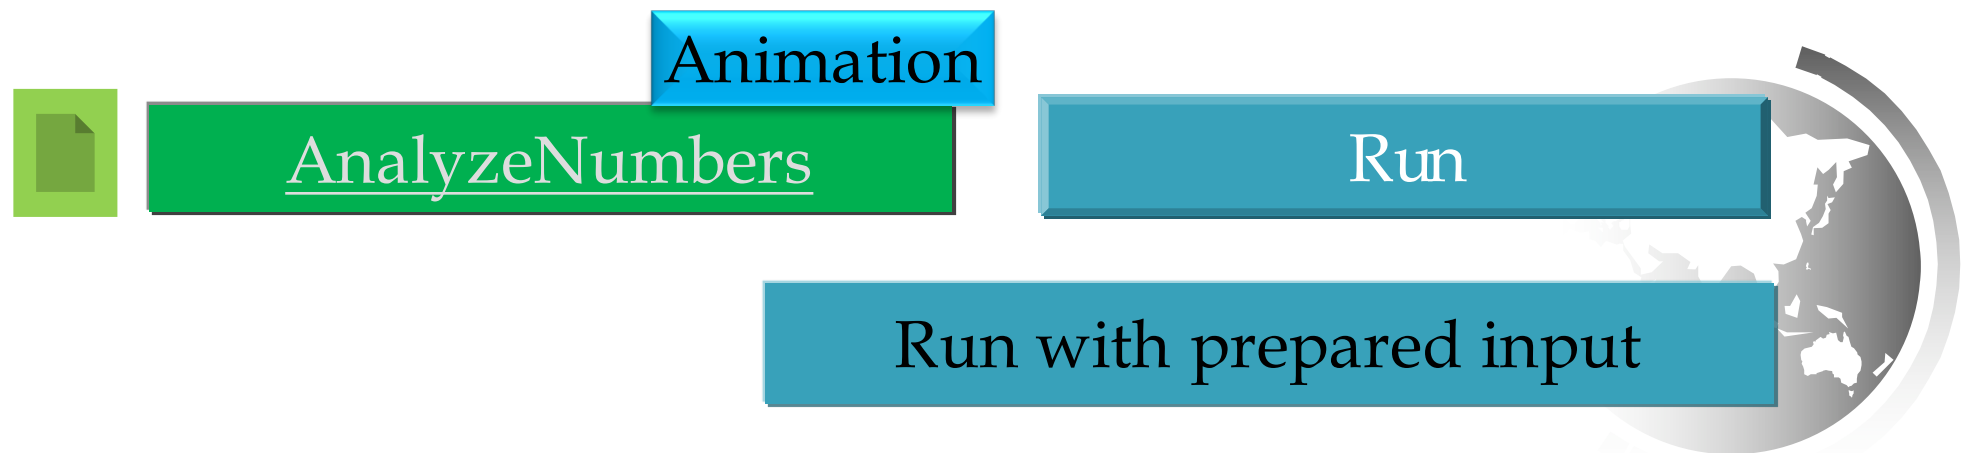 Animation
AnalyzeNumbers
Run
Run with prepared input